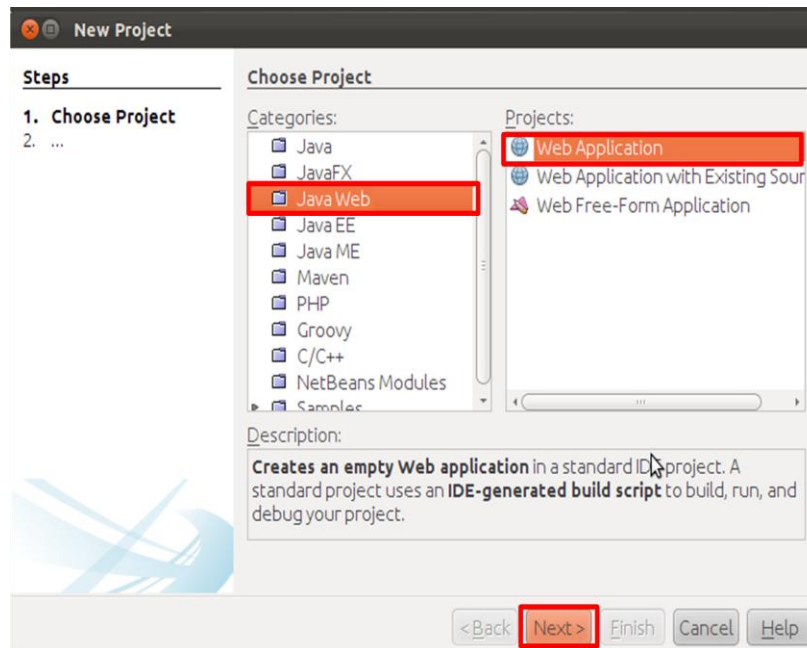 New Project
Steps
1. Choose Project
2. ...
Choose Project
Categories:
Java
JavaFX
Java Web
Java EE
Java ME
Maven
PHP
Groovy
C/C++
NetBeans Modules
Samples
Projects:
Web Application
Web Application with Existing Sour
Web Free-Form Application
Description:
Creates an empty Web application in a standard IDE project. A
standard project uses an IDE-generated build script to build, run, and
debug your project.
< Back Next > Finish Cancel Help